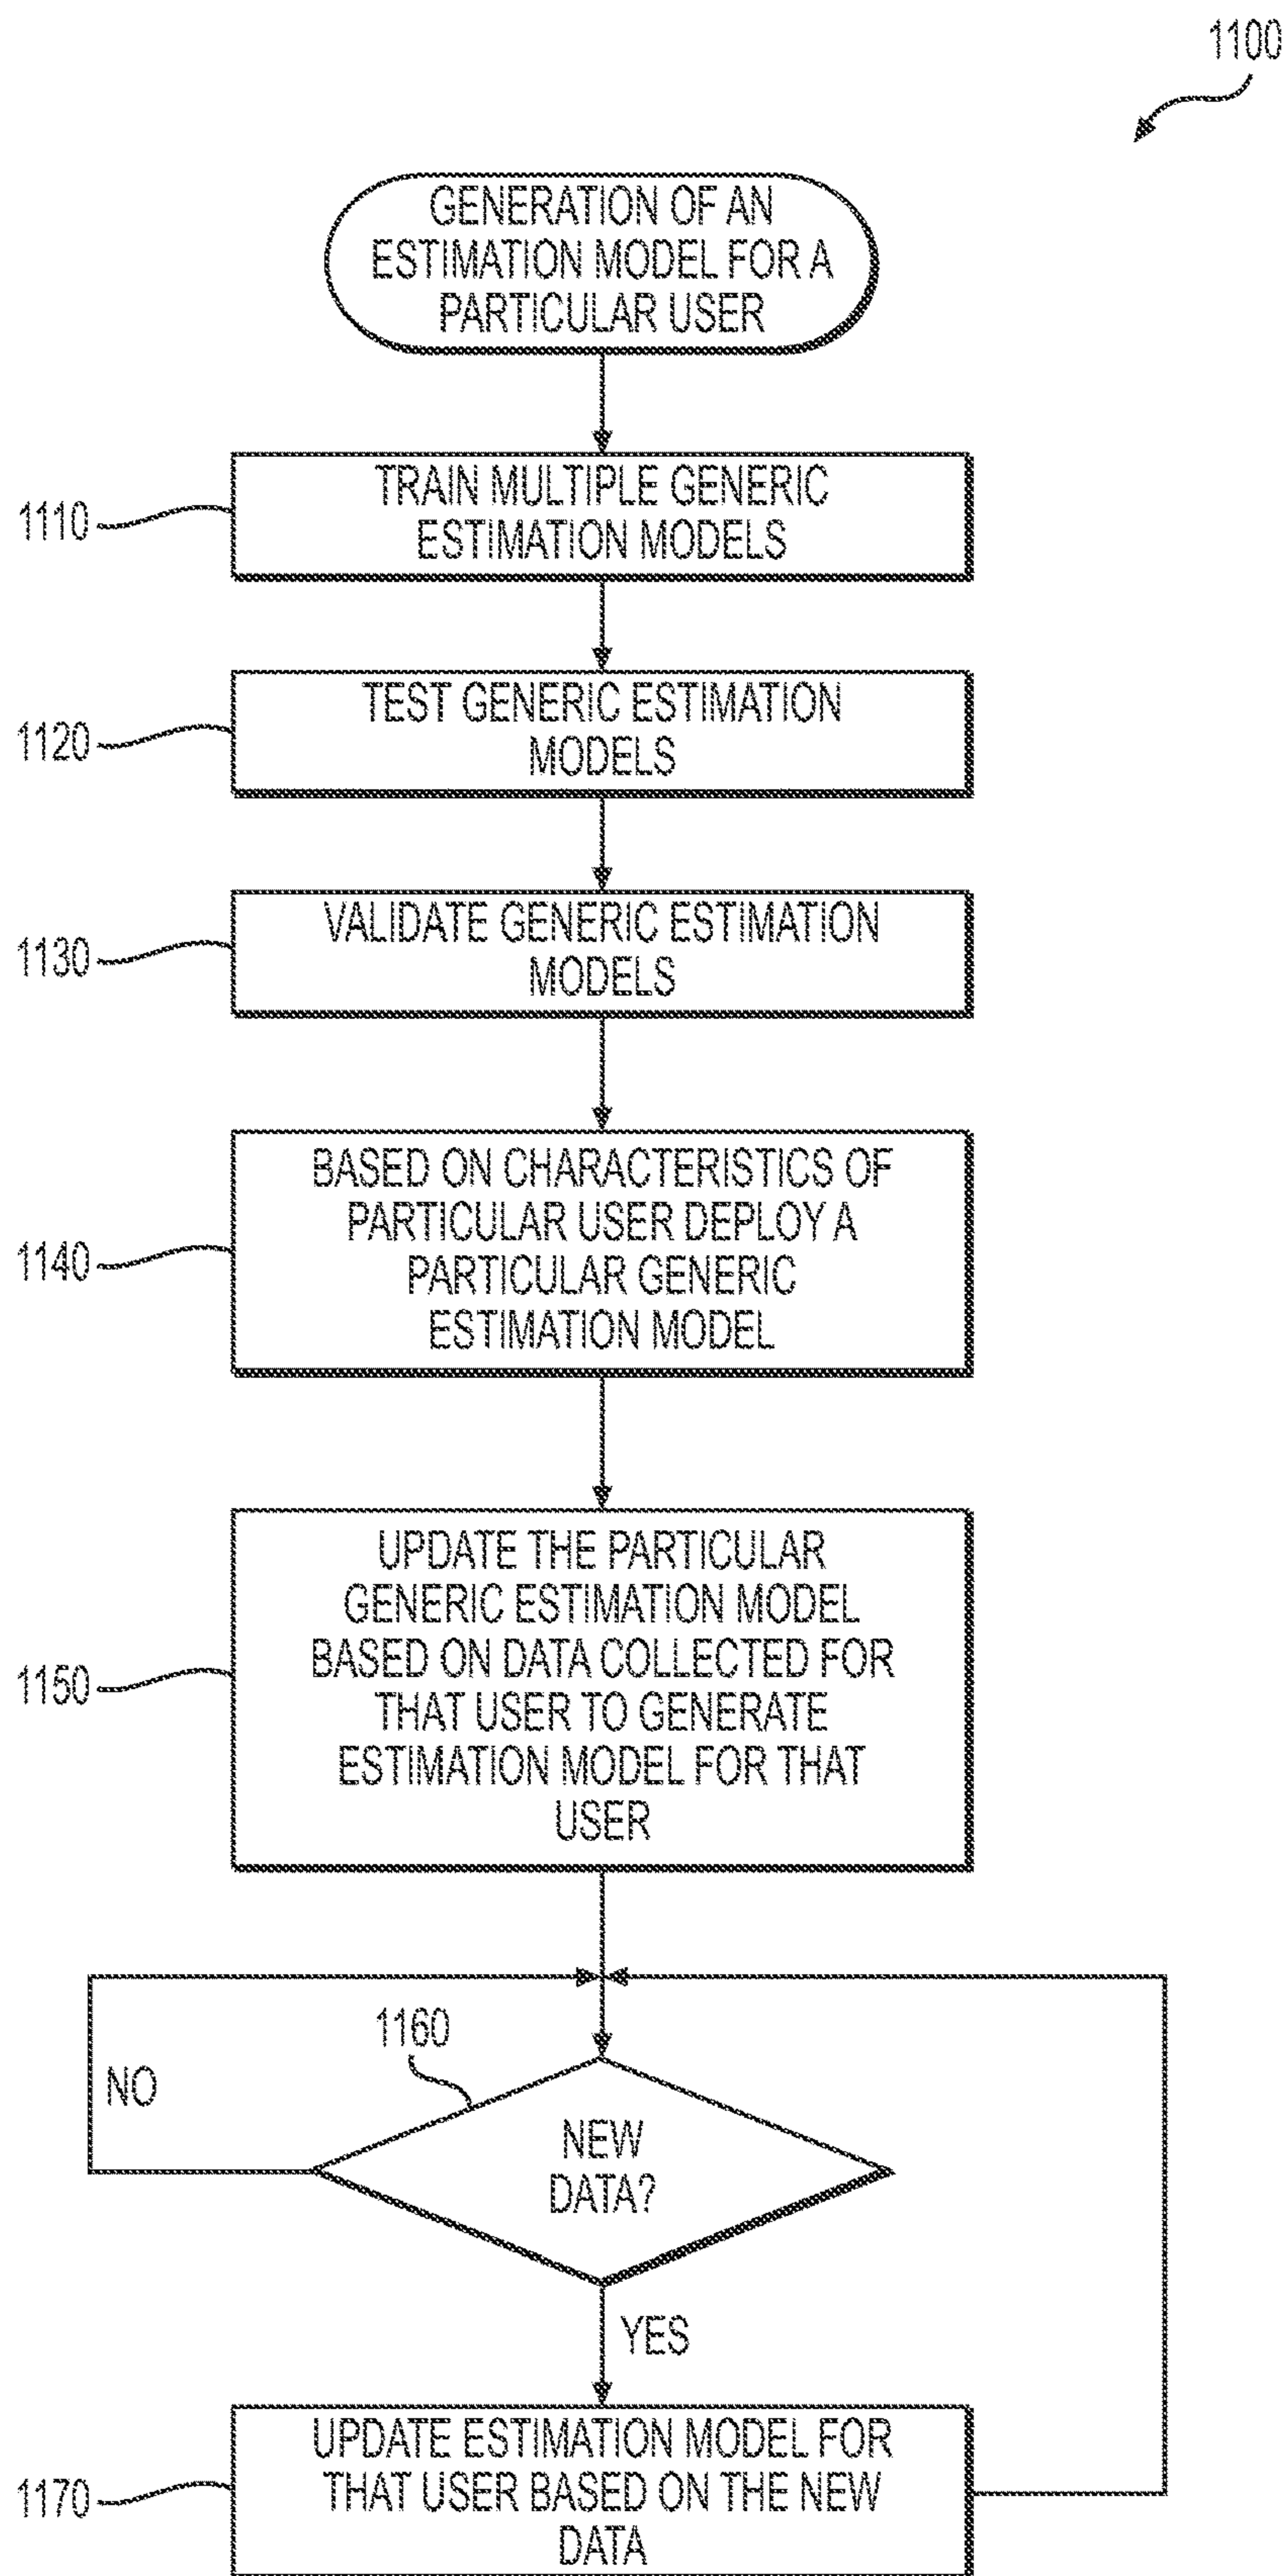 1100
GENERATION OF AN
ESTIMATION MODEL FOR A
PARTICULAR USER
1110
TRAIN MULTIPLE GENERIC
ESTIMATION MODELS
1120
TEST GENERIC ESTIMATION
MODELS
1130
VALIDATE GENERIC ESTIMATION
MODELS
1140
BASED ON CHARACTERISTICS OF
PARTICULAR USER DEPLOY A
PARTICULAR GENERIC
ESTIMATION MODEL
1150
UPDATE THE PARTICULAR
GENERIC ESTIMATION MODEL
BASED ON DATA COLLECTED FOR
THAT USER TO GENERATE
ESTIMATION MODEL FOR THAT
USER
1160
NO
NEW
DATA?
YES
1170
UPDATE ESTIMATION MODEL FOR
THAT USER BASED ON THE NEW
DATA